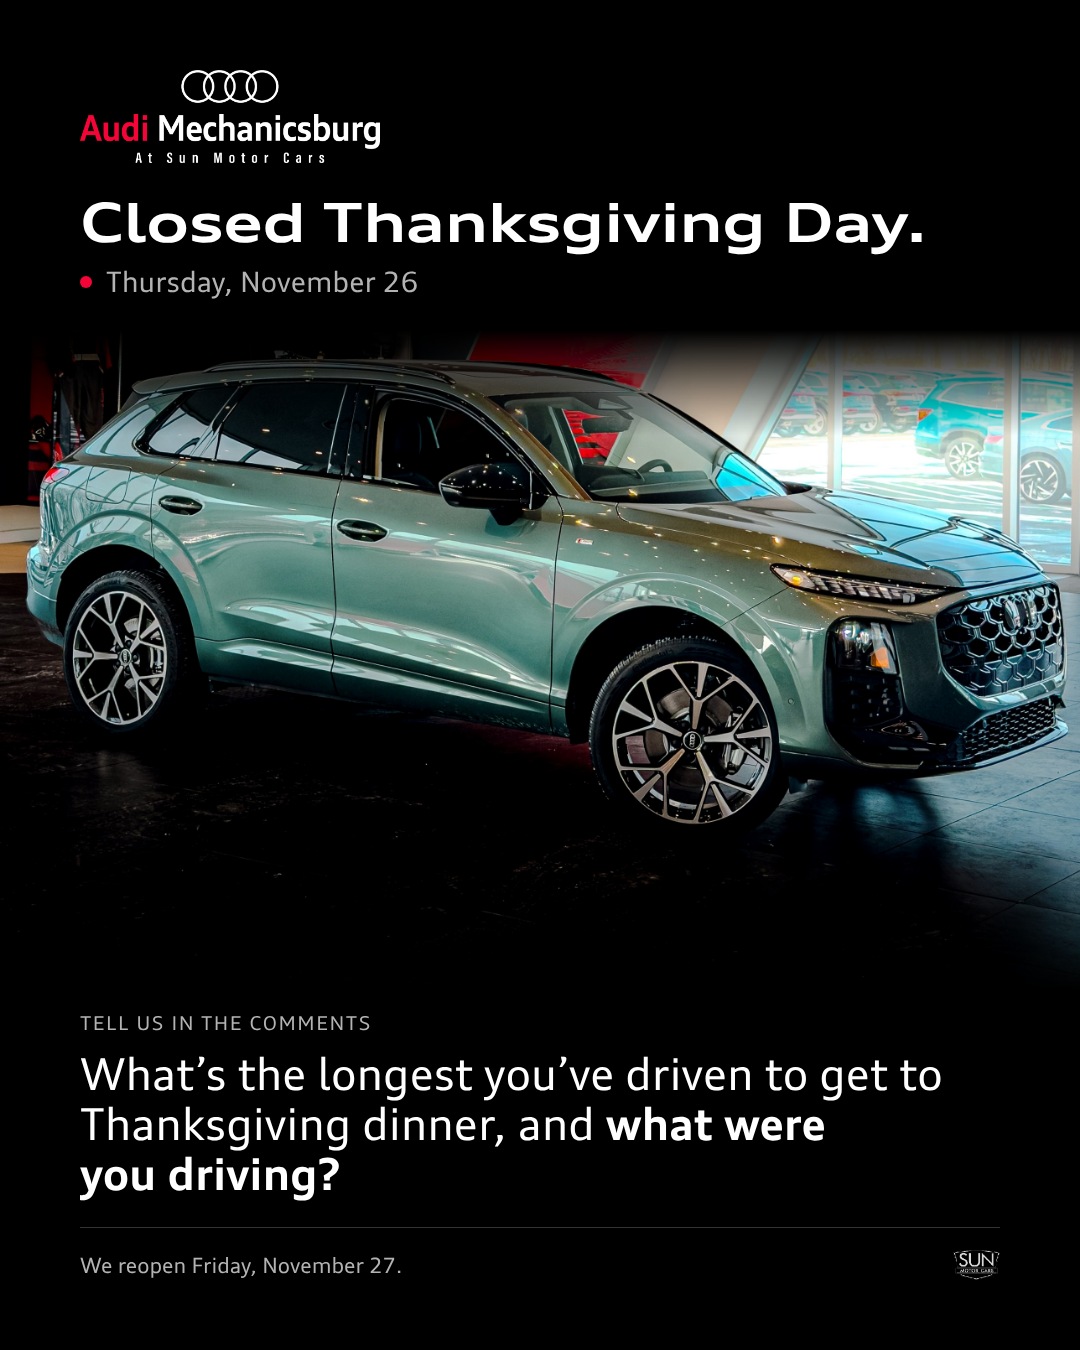 Audi Mechanicsburg
At Sun Motor Cars
Closed Thanksgiving Day.
Thursday, November 26
TELL US IN THE COMMENTS
What’s the longest you’ve driven to get to
Thanksgiving dinner, and what were
you driving?
We reopen Friday, November 27.
SUN
MOTOR CARS